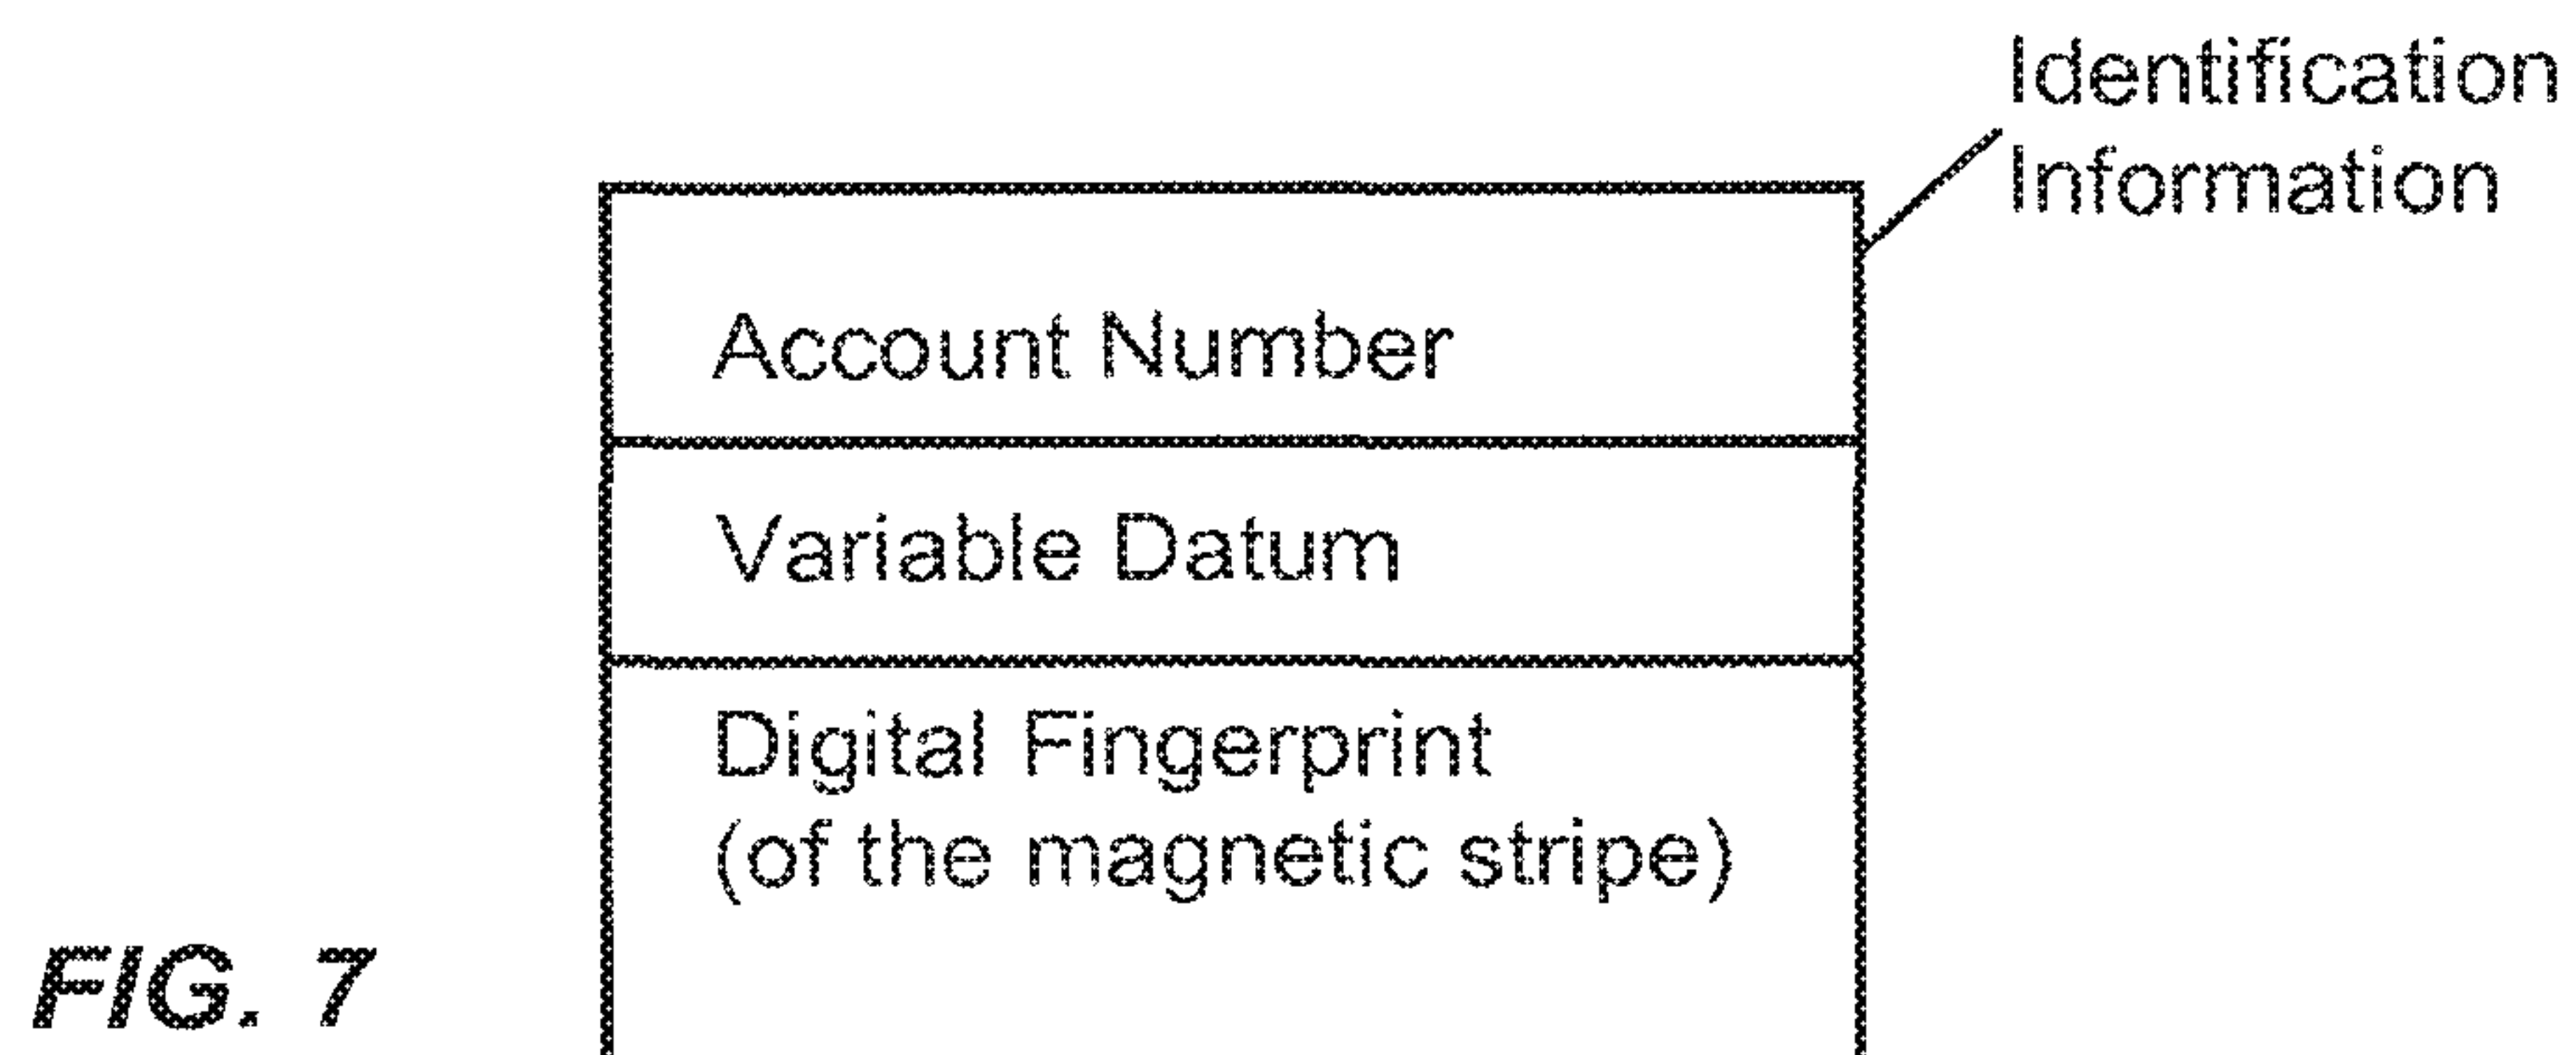 Identification
Information
Account Number
Variable Datum
Digital Fingerprint
(of the magnetic stripe)
FIG. 7